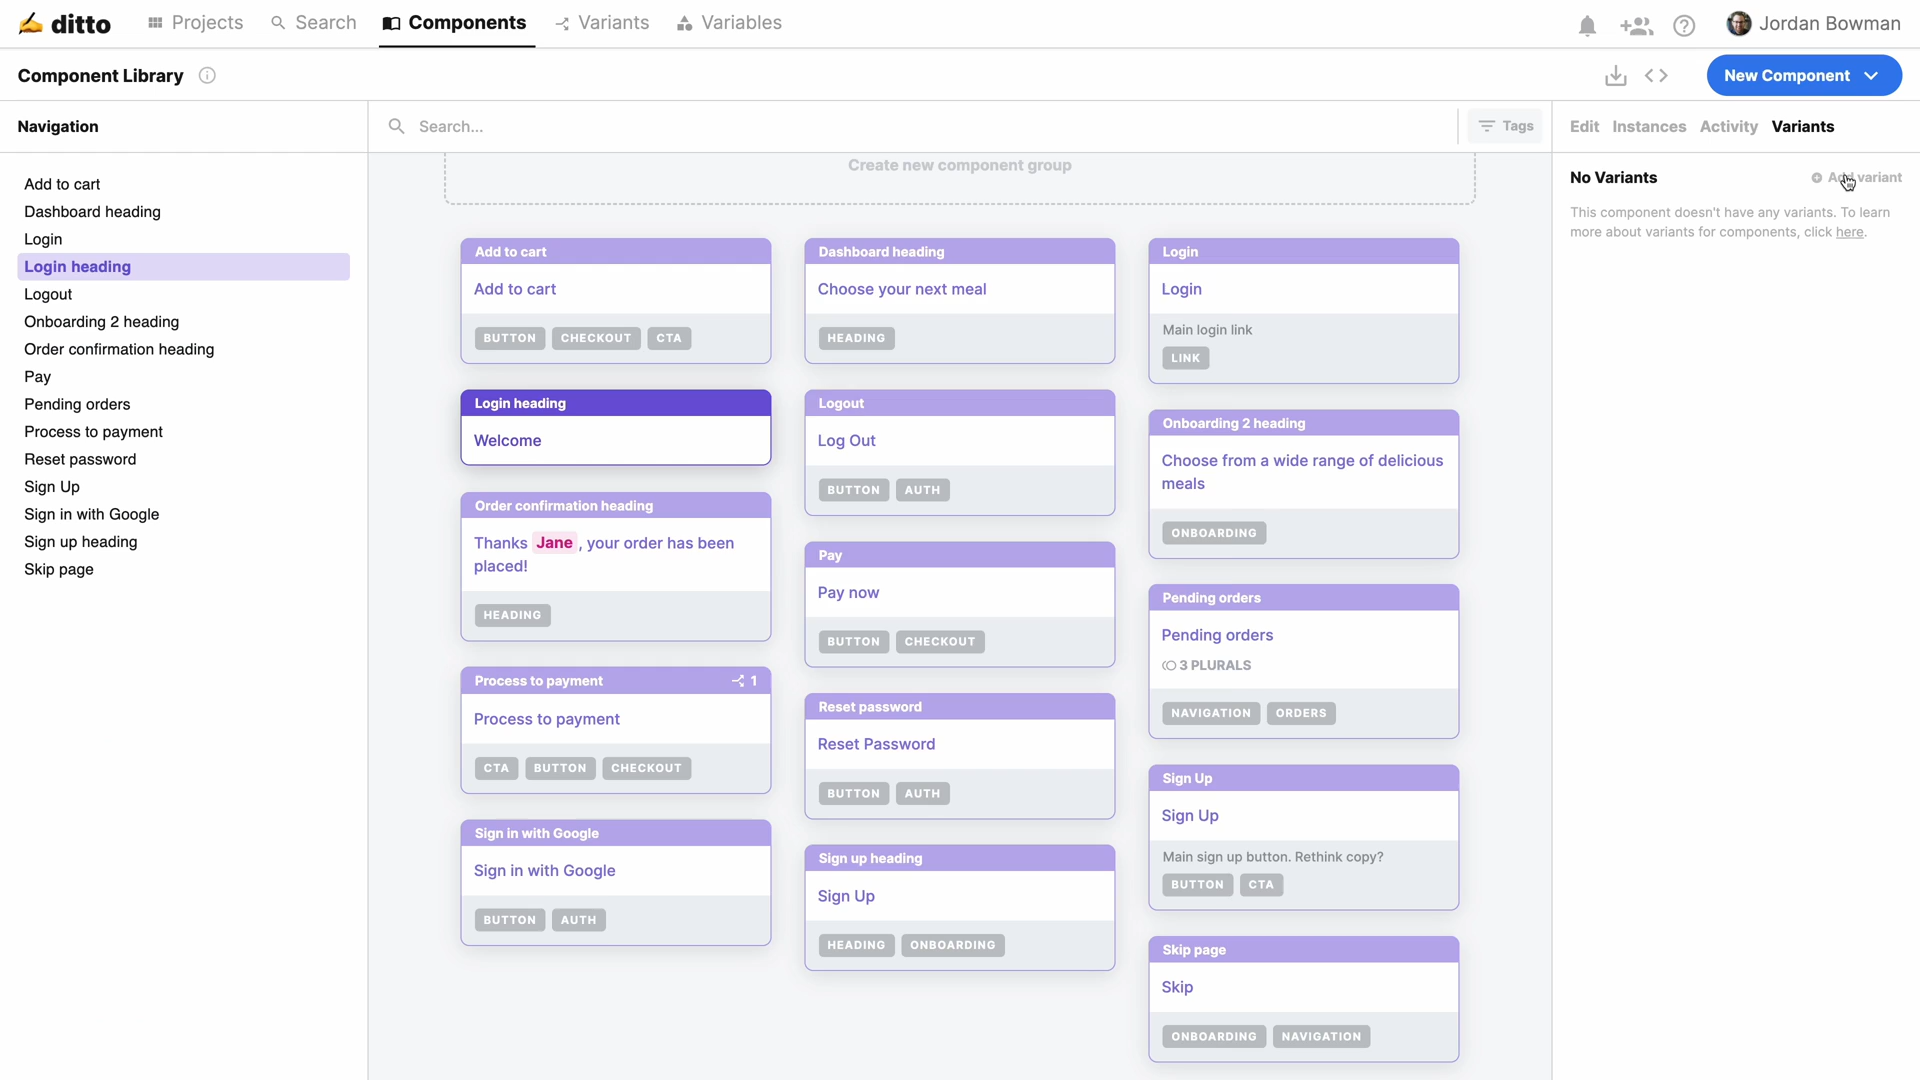 ditto
Projects
Search
Components
Variants
Variables
Jordan Bowman
Component Library
New Component
Navigation
Search...
Tags
Edit
Instances
Activity
Variants
Add to cart
Dashboard heading
Login
Login heading
Logout
Onboarding 2 heading
Order confirmation heading
Pay
Pending orders
Process to payment
Reset password
Sign Up
Sign in with Google
Sign up heading
Skip page
Create new component group
Add to cart
Add to cart
BUTTON CHECKOUT CTA
Login heading
Welcome
Order confirmation heading
Thanks Jane , your order has been
placed!
HEADING
Process to payment 1
Process to payment
CTA BUTTON CHECKOUT
Sign in with Google
Sign in with Google
BUTTON AUTH
Dashboard heading
Choose your next meal
HEADING
Logout
Log Out
BUTTON AUTH
Pay
Pay now
BUTTON CHECKOUT
Reset password
Reset Password
BUTTON AUTH
Sign up heading
Sign Up
HEADING ONBOARDING
Login
Login
Main login link
LINK
Onboarding 2 heading
Choose from a wide range of delicious
meals
ONBOARDING
Pending orders
Pending orders
3 PLURALS
NAVIGATION ORDERS
Sign Up
Sign Up
Main sign up button. Rethink copy?
BUTTON CTA
Skip page
Skip
ONBOARDING NAVIGATION
No Variants
Add variant
This component doesn't have any variants. To learn
more about variants for components, click here.